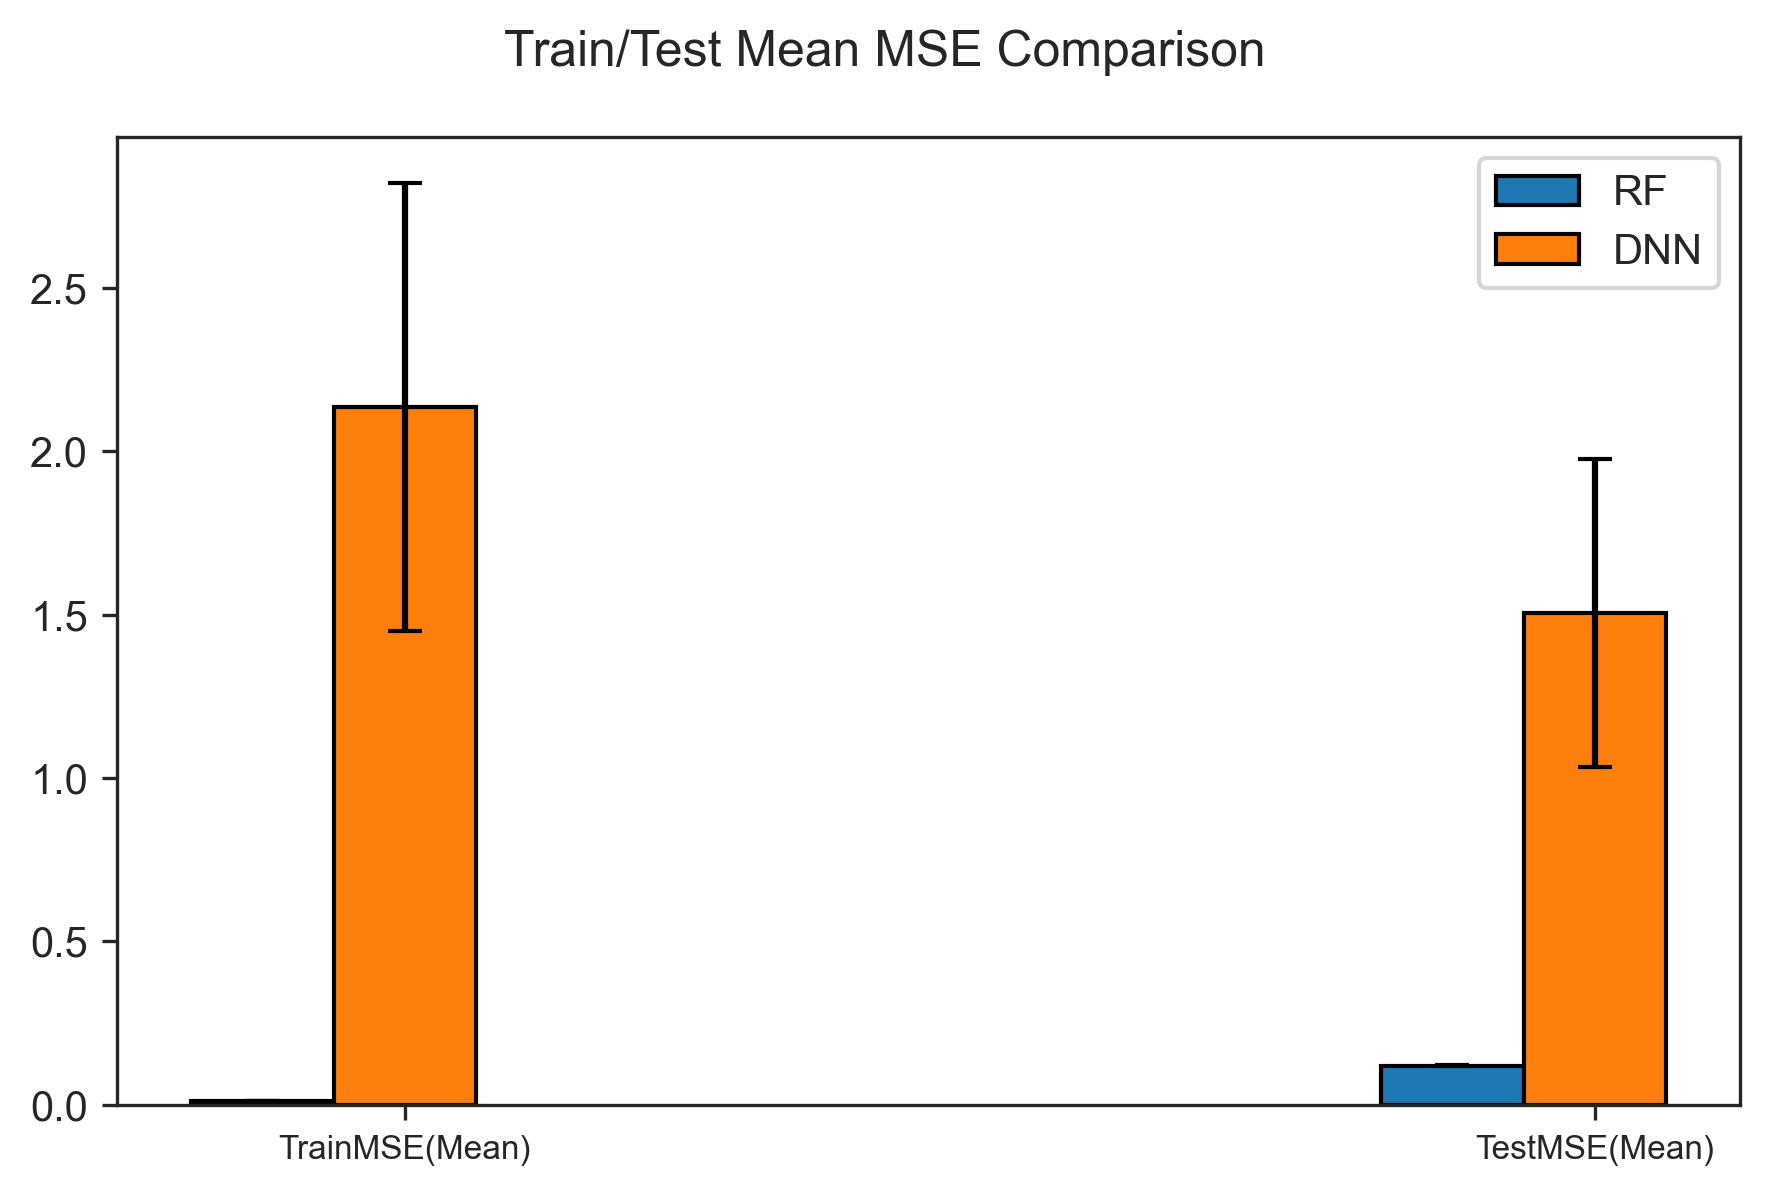 Train/Test Mean MSE Comparison
RF
DNN
2.5
2.0
1.5
1.0
0.5
0.0
TrainMSE(Mean)
TestMSE(Mean)